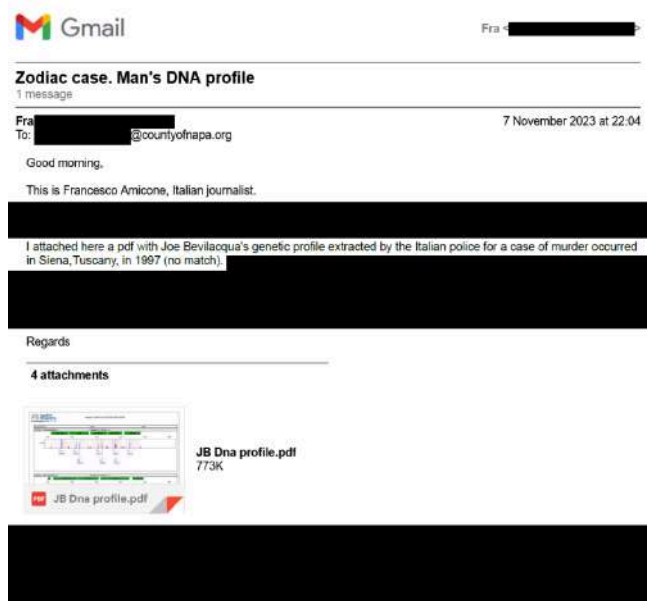 Gmail
Fra < >
Zodiac case. Man's DNA profile
1 message
Fra
7 November 2023 at 22:04
To: @countyofnapa.org
Good morning,
This is Francesco Amicone, Italian journalist.
I attached here a pdf with Joe Bevilacqua's genetic profile extracted by the Italian police for a case of murder occurred
in Siena,Tuscany, in 1997 (no match).
Regards
4 attachments
JB Dna profile.pdf
773K
PDF JB Dna profile.pdf